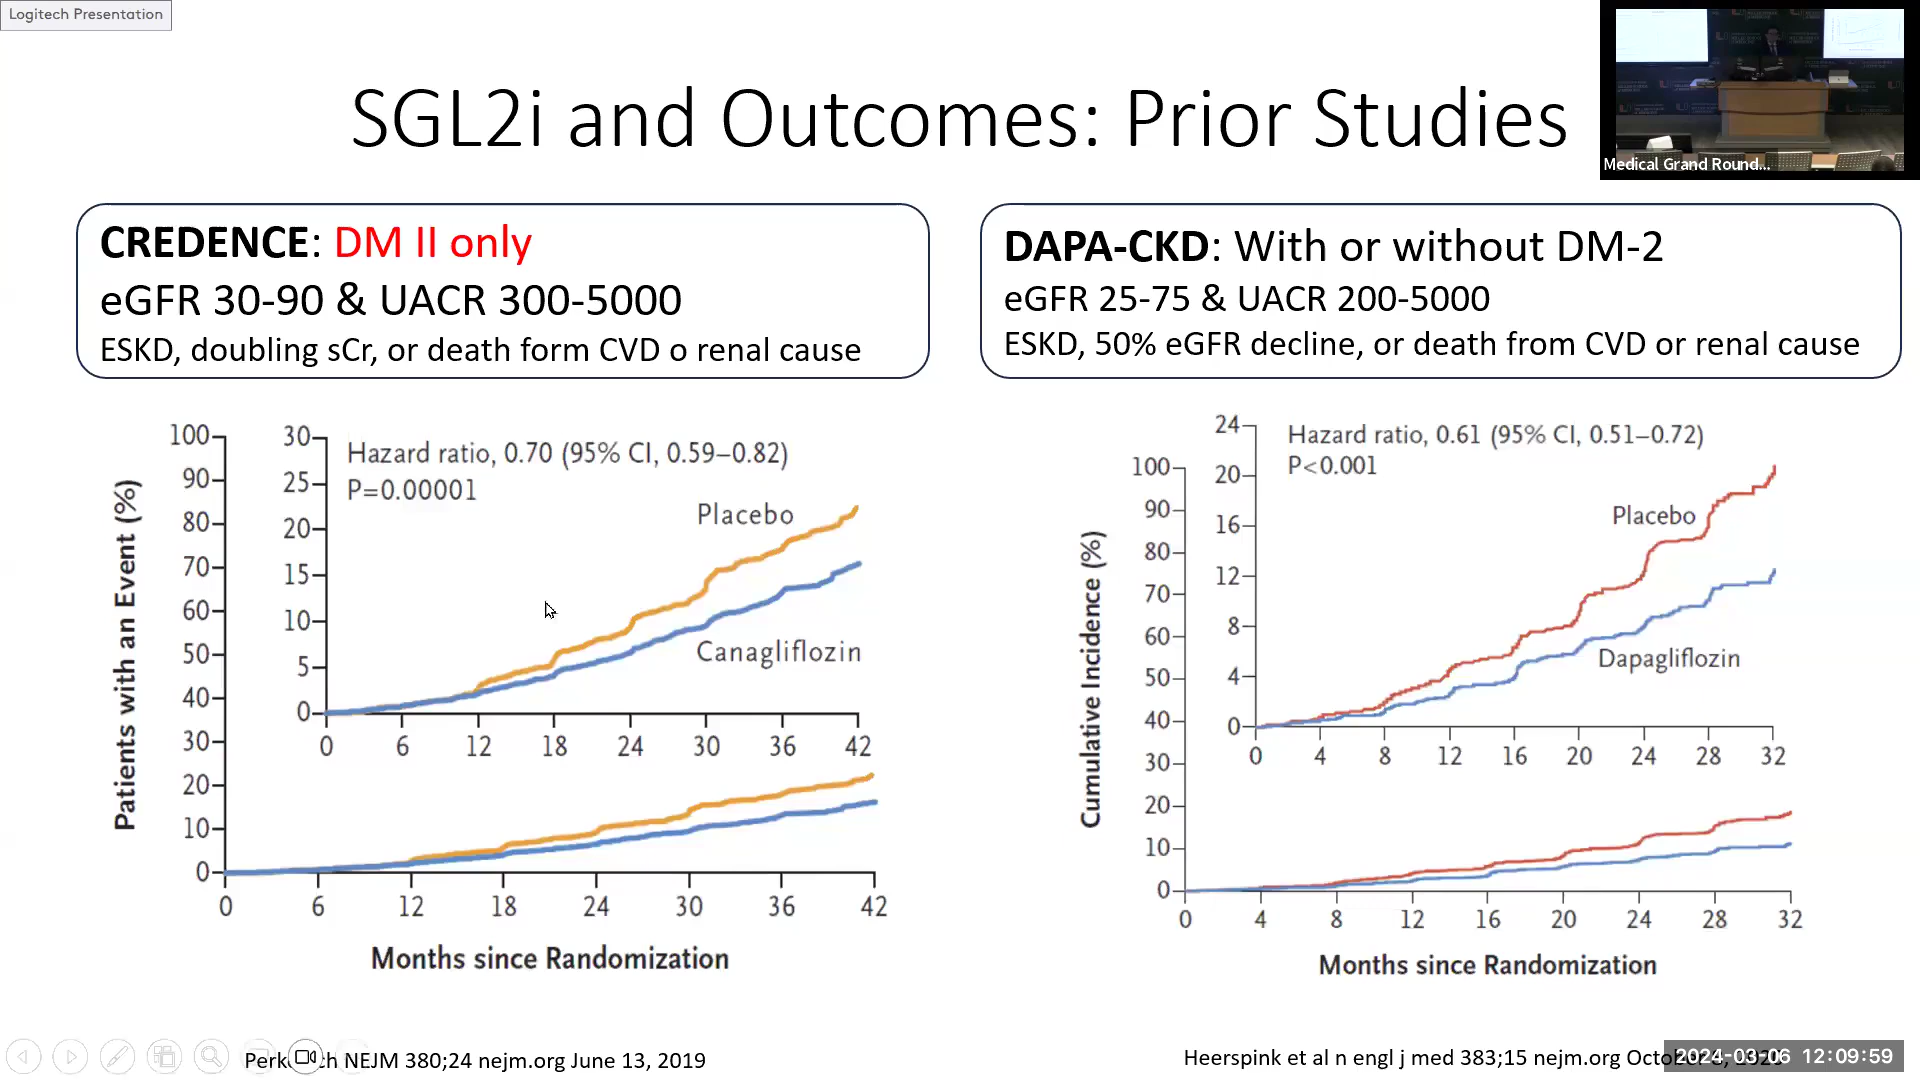 Logitech Presentation
Medical Grand Round...
SGL2i and Outcomes: Prior Studies
CREDENCE: DM II only
eGFR 30-90 & UACR 300-5000
ESKD, doubling sCr, or death form CVD o renal cause
DAPA-CKD: With or without DM-2
eGFR 25-75 & UACR 200-5000
ESKD, 50% eGFR decline, or death from CVD or renal cause
Patients with an Event (%)
100
90
80
70
60
50
40
30
20
10
0
30
25
20
15
10
5
0
Hazard ratio, 0.70 (95% CI, 0.59–0.82)
P=0.00001
Placebo
Canagliflozin
0 6 12 18 24 30 36 42
0 6 12 18 24 30 36 42
Months since Randomization
Cumulative Incidence (%)
100
90
80
70
60
50
40
30
20
10
0
24
20
16
12
8
4
0
Hazard ratio, 0.61 (95% CI, 0.51–0.72)
P<0.001
Placebo
Dapagliflozin
0 4 8 12 16 20 24 28 32
0 4 8 12 16 20 24 28 32
Months since Randomization
NEJM 380;24 nejm.org June 13, 2019
Heerspink et al n engl j med 383;15 nejm.org
2024-03-06 12:09:59